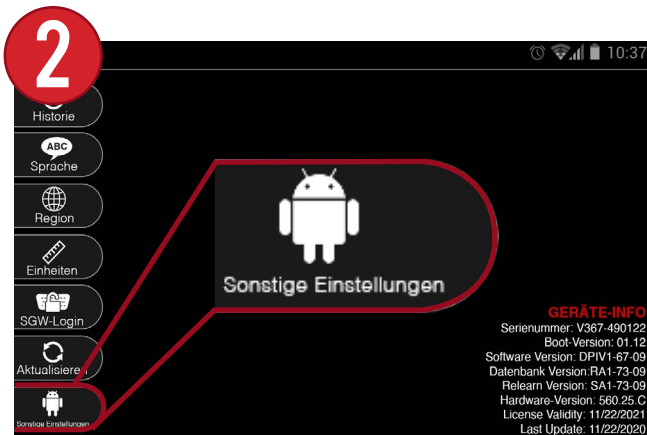 2
10:37
Historie
ABC
Sprache
Region
Einheiten
SGW-Login
Aktualisieren
Sonstige Einstellungen
Sonstige Einstellungen
GERÄTE-INFO
Serienummer: V367-490122
Boot-Version: 01.12
Software Version: DPIV1-67-09
Datenbank Version:RA1-73-09
Relearn Version: SA1-73-09
Hardware-Version: 560.25.C
License Validity: 11/22/2021
Last Update: 11/22/2020